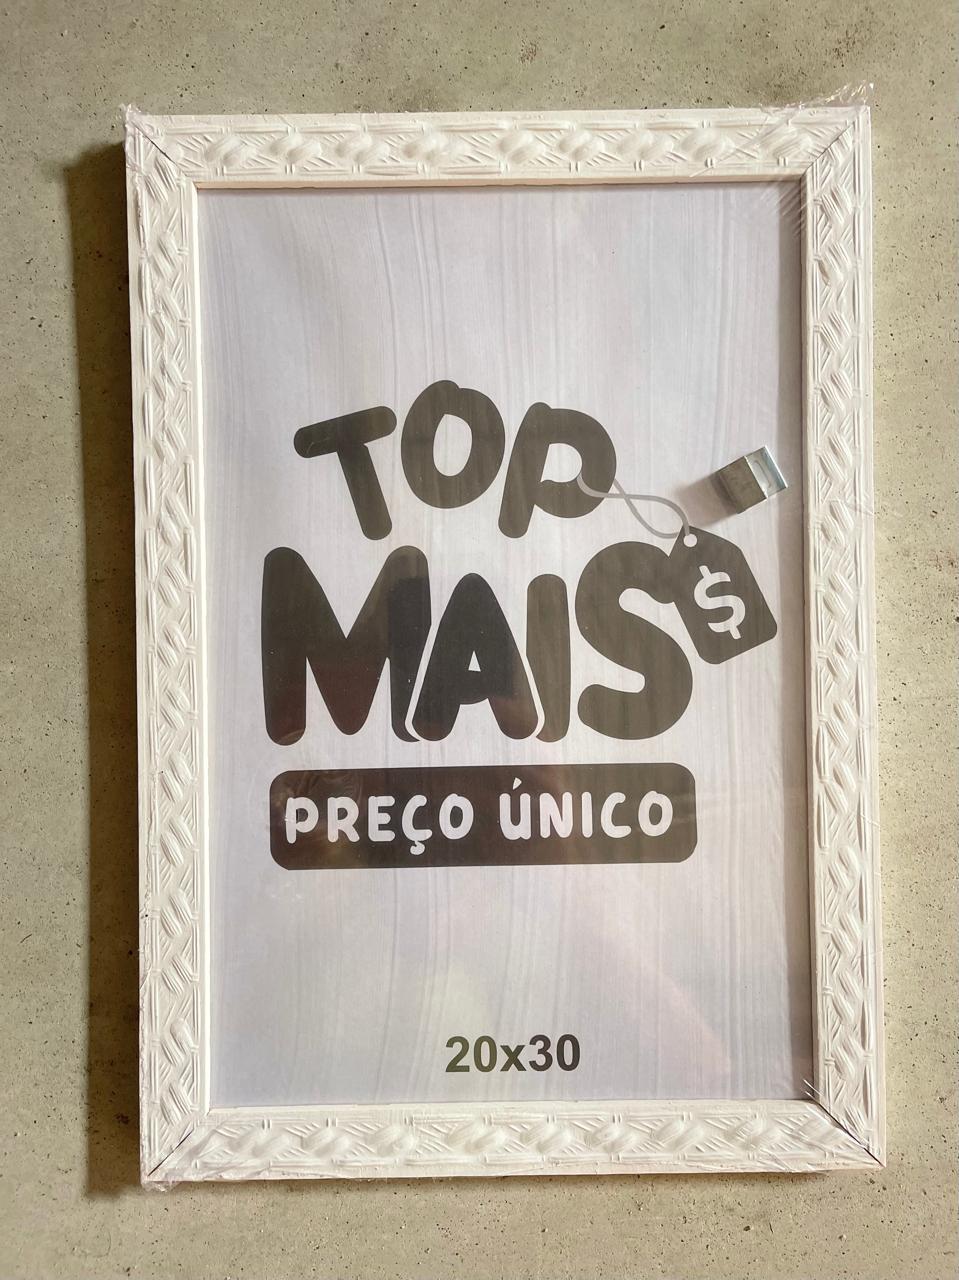 TOP
MAIS
$
PREÇO ÚNICO
20x30